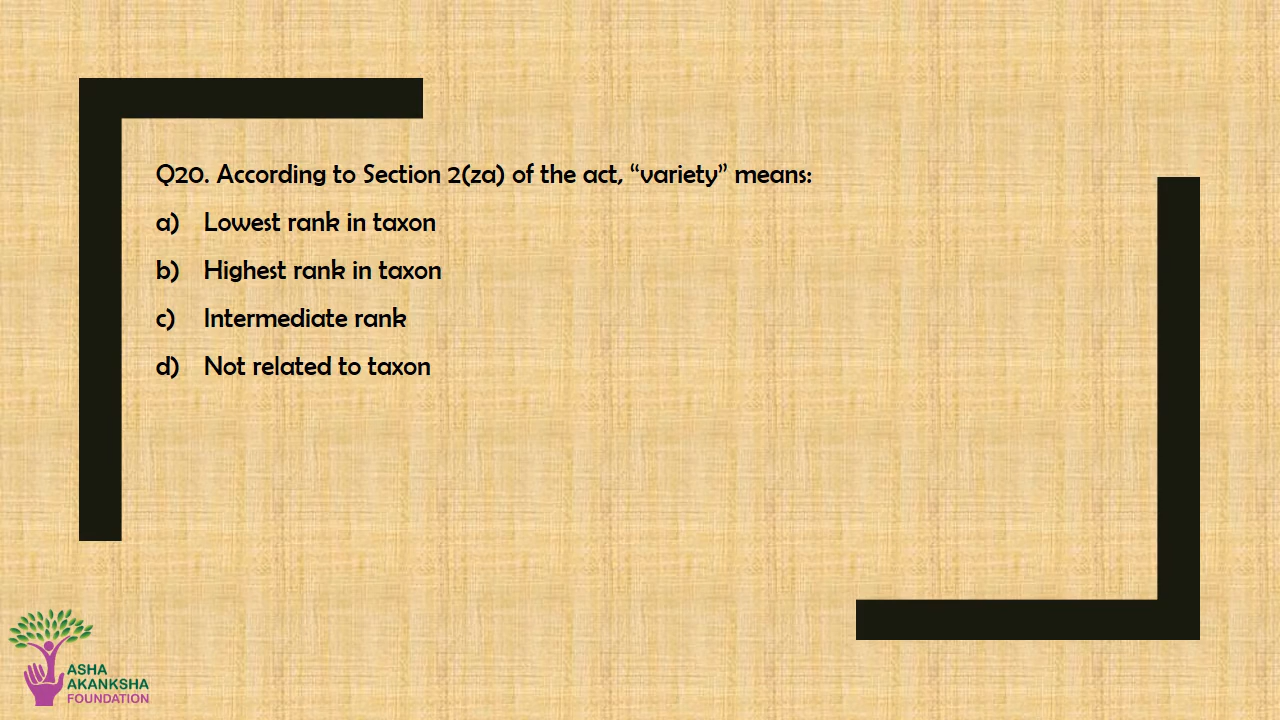 Q20. According to Section 2(za) of the act, “variety” means:
a) Lowest rank in taxon
b) Highest rank in taxon
c) Intermediate rank
d) Not related to taxon
ASHA
AKANKSHA
FOUNDATION